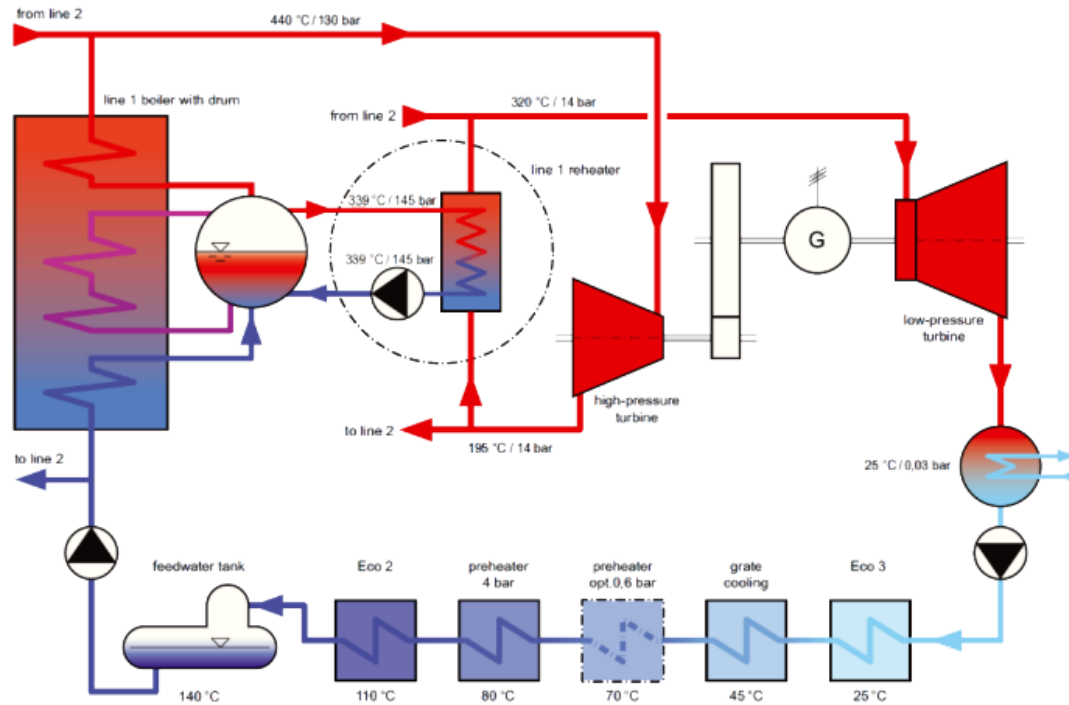 from line 2
440 °C / 130 bar
line 1 boiler with drum
320 °C / 14 bar
from line 2
line 1 reheater
339 °C / 145 bar
G
339 °C / 145 bar
low-pressure
turbine
high-pressure
turbine
to line 2
195 °C / 14 bar
to line 2
25 °C / 0,03 bar
feedwater tank
Eco 2
preheater
4 bar
preheater
opt.0,6 bar
grate
cooling
Eco 3
140 °C
110 °C
80 °C
70 °C
45 °C
25 °C